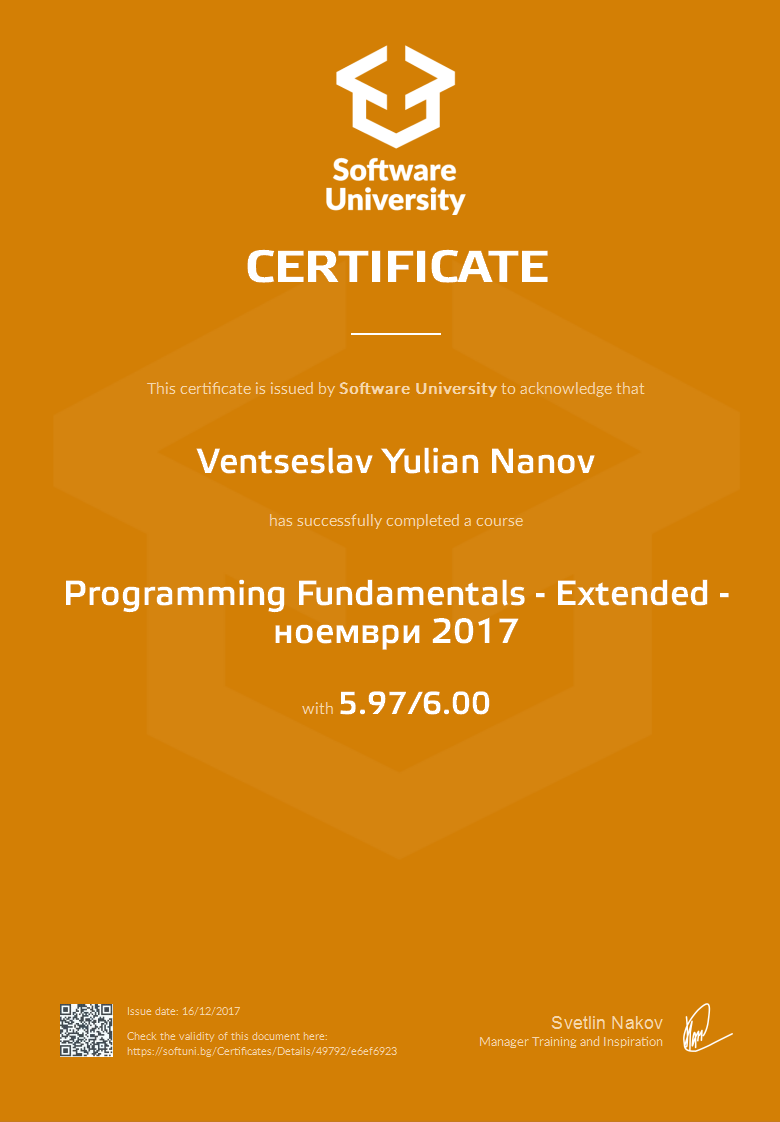 Software
University
CERTIFICATE
This certificate is issued by Software University to acknowledge that
Ventseslav Yulian Nanov
has successfully completed a course
Programming Fundamentals - Extended -
ноември 2017
with 5.97/6.00
Issue date: 16/12/2017
Check the validity of this document here:
https://softuni.bg/Certificates/Details/49792/e6ef6923
Svetlin Nakov
Manager Training and Inspiration